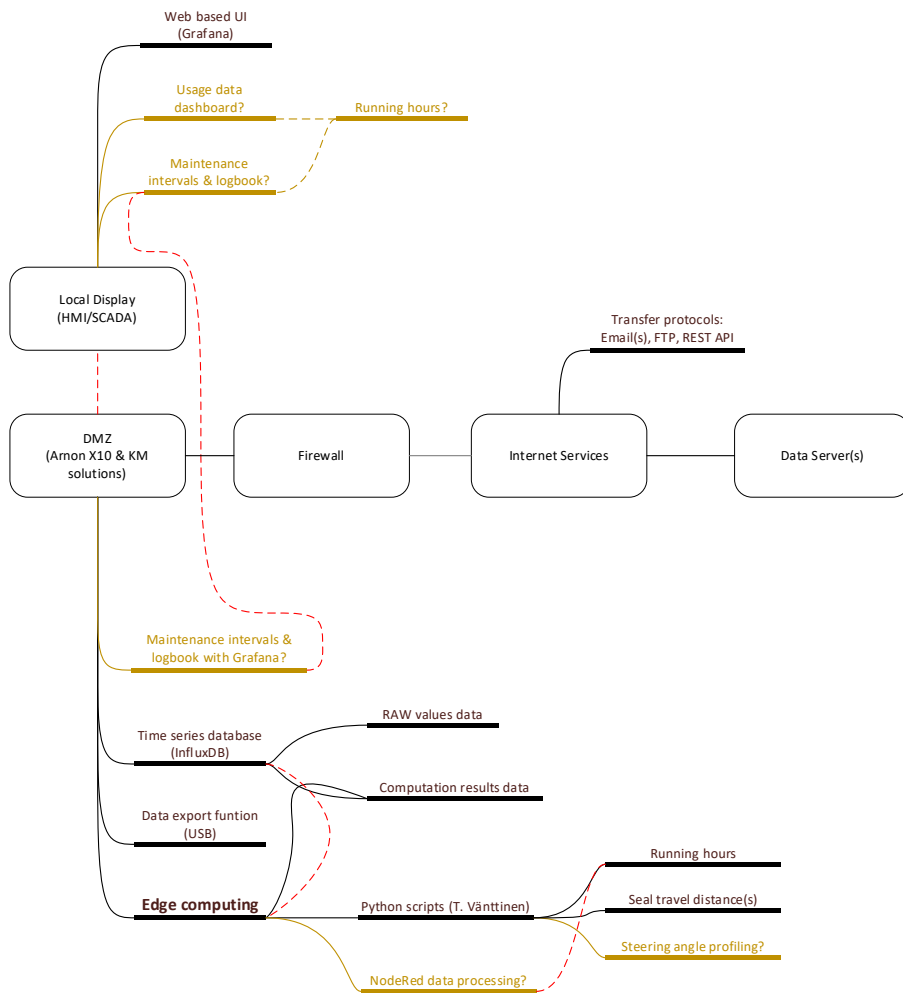 Web based UI
(Grafana)
Usage data
dashboard?
Running hours?
Maintenance
intervals & logbook?
Local Display
(HMI/SCADA)
Transfer protocols:
Email(s), FTP, REST API
DMZ
(Arnon X10 & KM
solutions)
Firewall
Internet Services
Data Server(s)
Maintenance intervals &
logbook with Grafana?
RAW values data
Time series database
(InfluxDB)
Computation results data
Data export funtion
(USB)
Running hours
Edge computing
Python scripts (T. Vänttinen)
Seal travel distance(s)
Steering angle profiling?
NodeRed data processing?